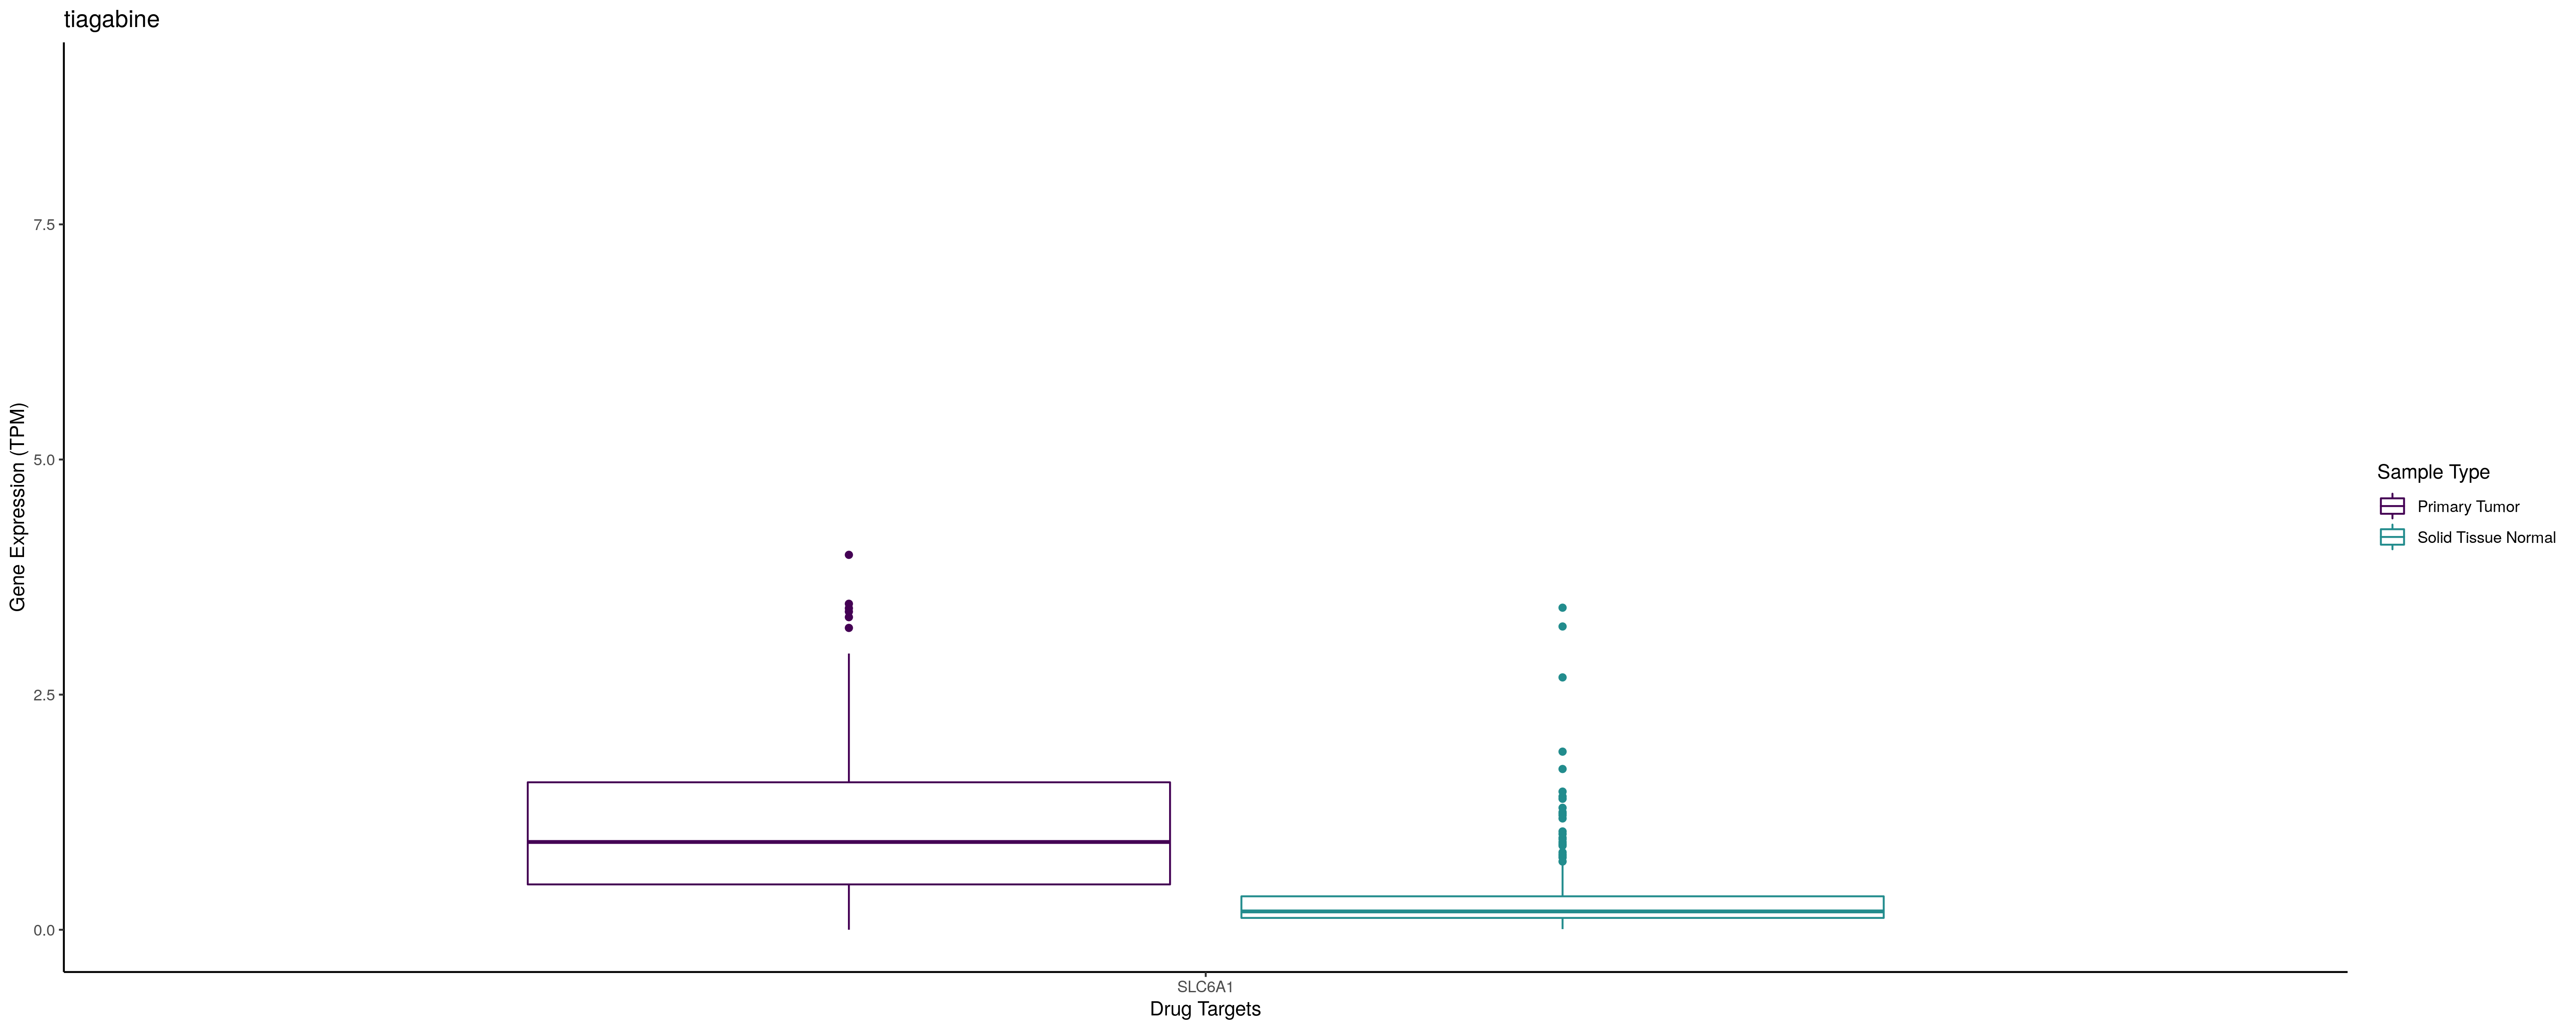 tiagabine
Gene Expression (TPM)
7.5
5.0
2.5
0.0
SLC6A1
Drug Targets
Sample Type
Primary Tumor
Solid Tissue Normal